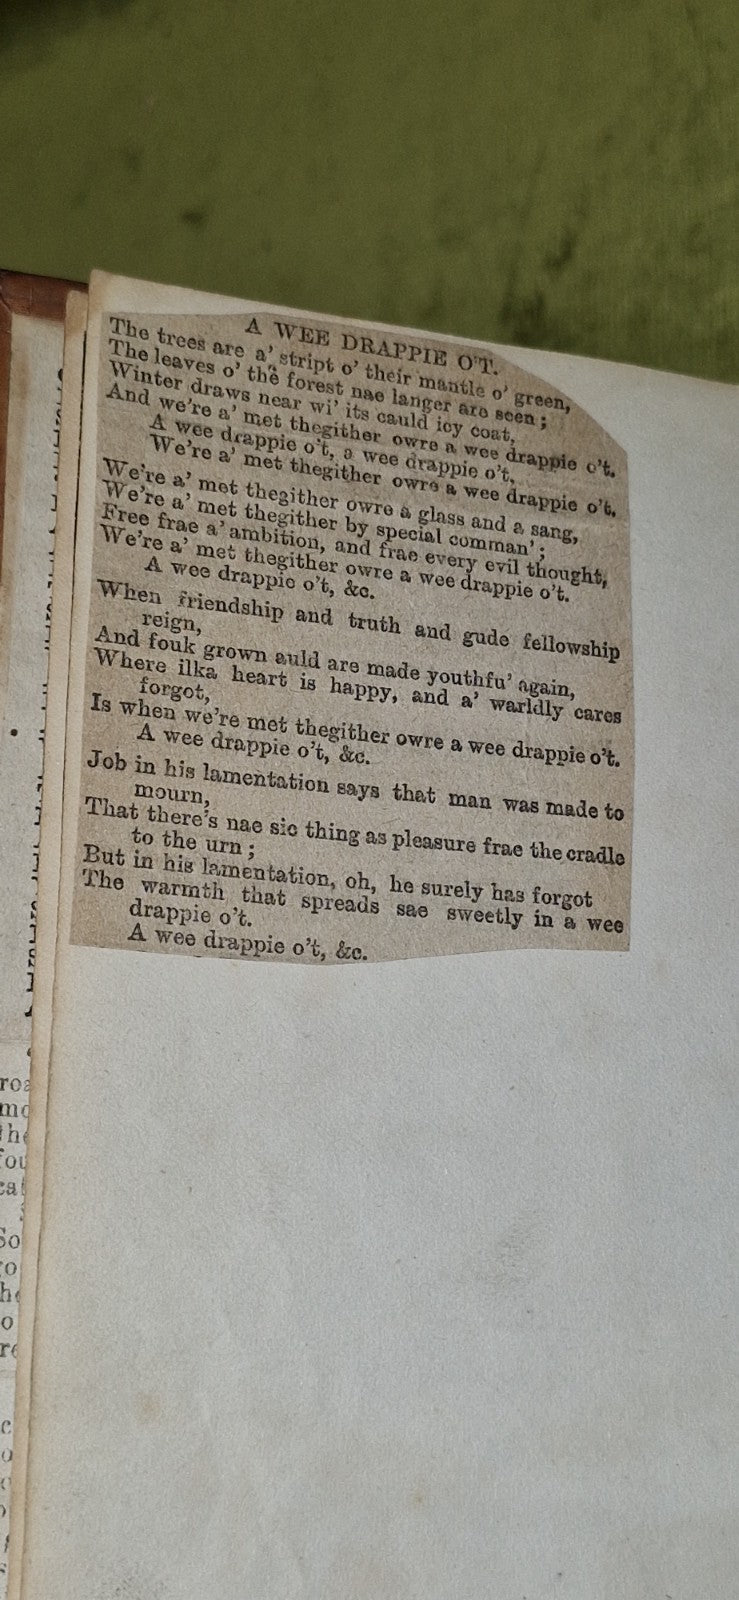 A WEE DRAPPIE O'T.
The trees are a' stript o' their mantle o' green,
The leaves o' the forest nae langer are seen;
Winter draws near wi' its cauld icy coat,
And we're a' met thegither owre a wee drappie o't.
A wee drappie o't, a wee drappie o't,
We're a' met thegither owre a wee drappie o't.
We're a' met thegither owre a glass and a sang,
We're a' met thegither by special comman';
Free frae a' ambition, and frae every evil thought,
We're a' met thegither owre a wee drappie o't.
A wee drappie o't, &c.
When friendship and truth and gude fellowship
reign,
And fouk grown auld are made youthfu' again,
Where ilka heart is happy, and a' warldly cares
forgot,
Is when we're met thegither owre a wee drappie o't.
A wee drappie o't, &c.
Job in his lamentation says that man was made to
mourn,
That there's nae sic thing as pleasure frae the cradle
to the urn;
But in his lamentation, oh, he surely has forgot
The warmth that spreads sae sweetly in a wee
drappie o't.
A wee drappie o't, &c.